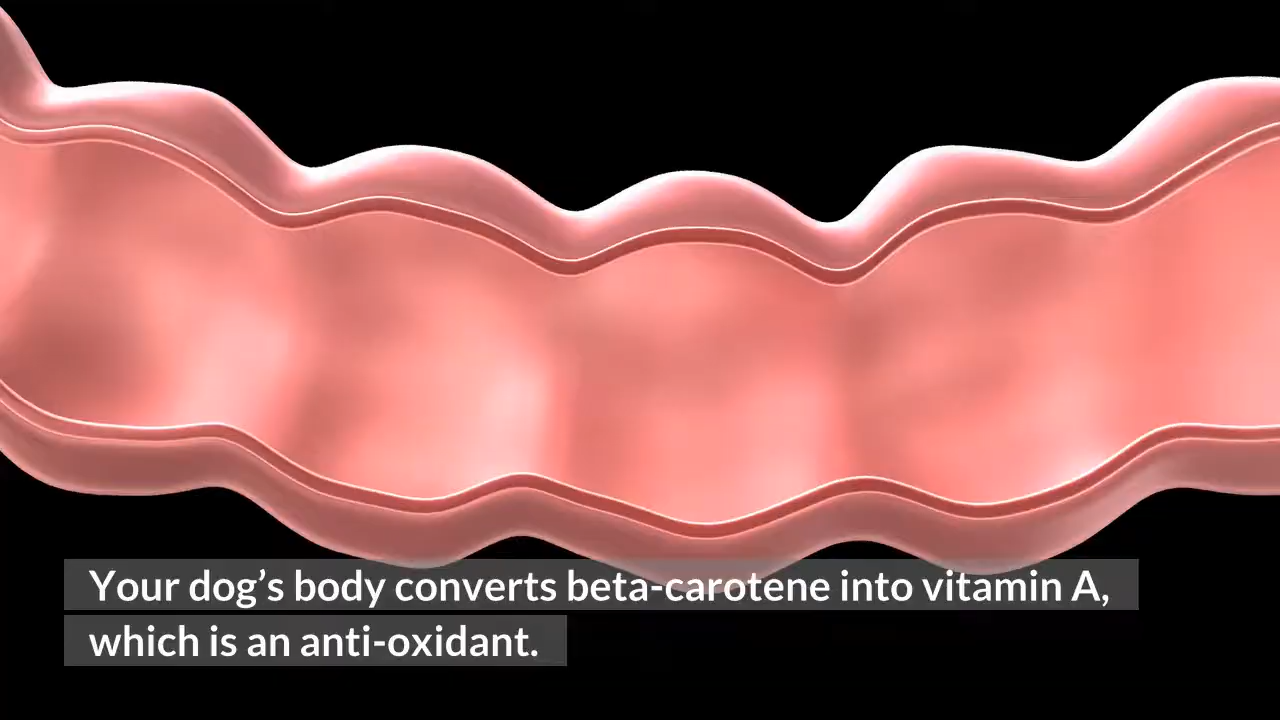 Your dog’s body converts beta-carotene into vitamin A,
which is an anti-oxidant.